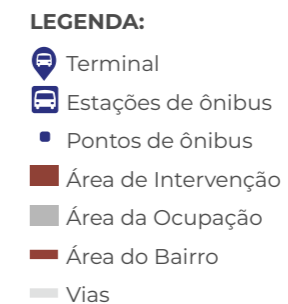 LEGENDA:
Terminal
Estações de ônibus
Pontos de ônibus
Área de Intervenção
Área da Ocupação
Área do Bairro
Vias